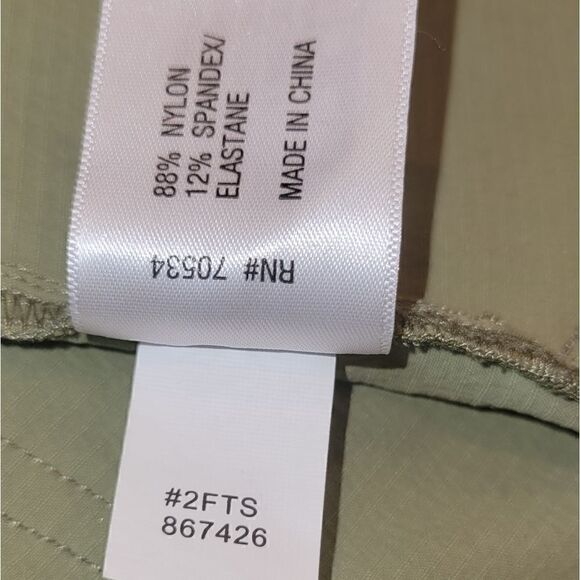 88% NYLON
12% SPANDEX/
ELASTANE
MADE IN CHINA
RN# 70534
#2FTS
867426